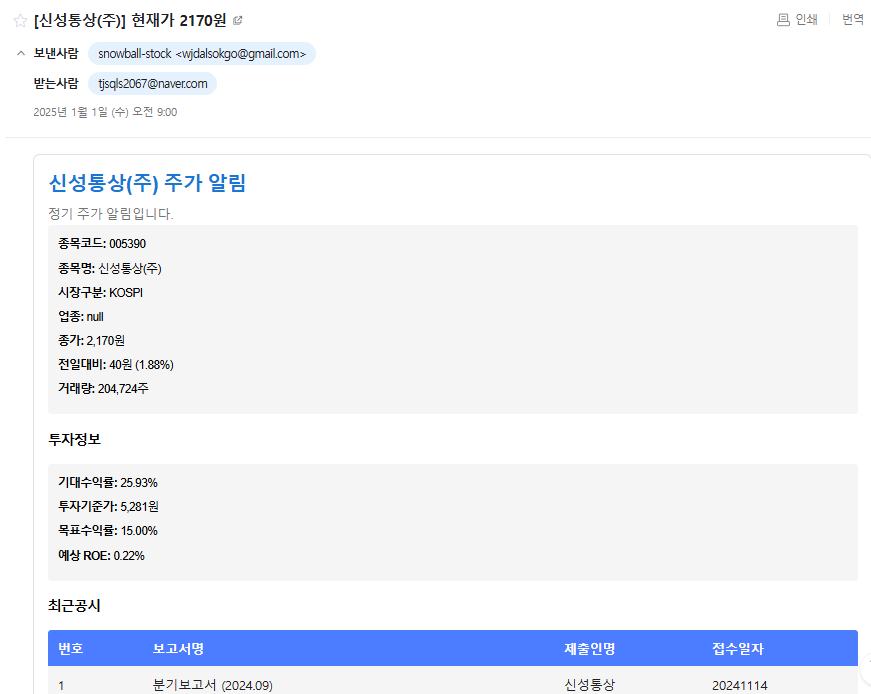 [신성통상(주)] 현재가 2170원
인쇄
번역
보낸사람 snowball-stock <wjdalsokgo@gmail.com>
받는사람 tjsqls2067@naver.com
2025년 1월 1일 (수) 오전 9:00
신성통상(주) 주가 알림
정기 주가 알림입니다.
종목코드: 005390
종목명: 신성통상(주)
시장구분: KOSPI
업종: null
종가: 2,170원
전일대비: 40원 (1.88%)
거래량: 204,724주
투자정보
기대수익률: 25.93%
투자기준가: 5,281원
목표수익률: 15.00%
예상 ROE: 0.22%
최근공시
번호 보고서명 제출인명 접수일자
1 분기보고서 (2024.09) 신성통상 20241114